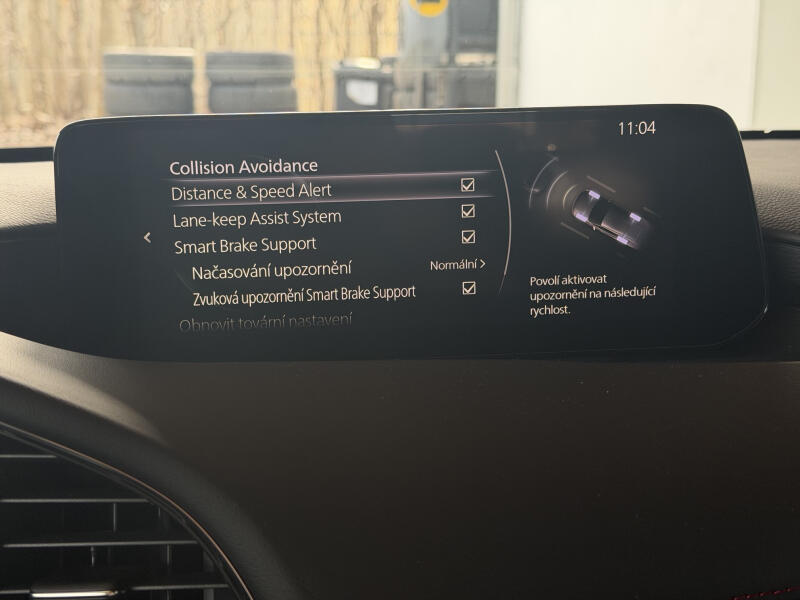 11:04
Collision Avoidance
Distance & Speed Alert
Lane-keep Assist System
Smart Brake Support
Načasování upozornění Normální
Zvuková upozornění Smart Brake Support
Obnovit tovární nastavení
Povolí aktivovat
upozornění na následující
rychlost.